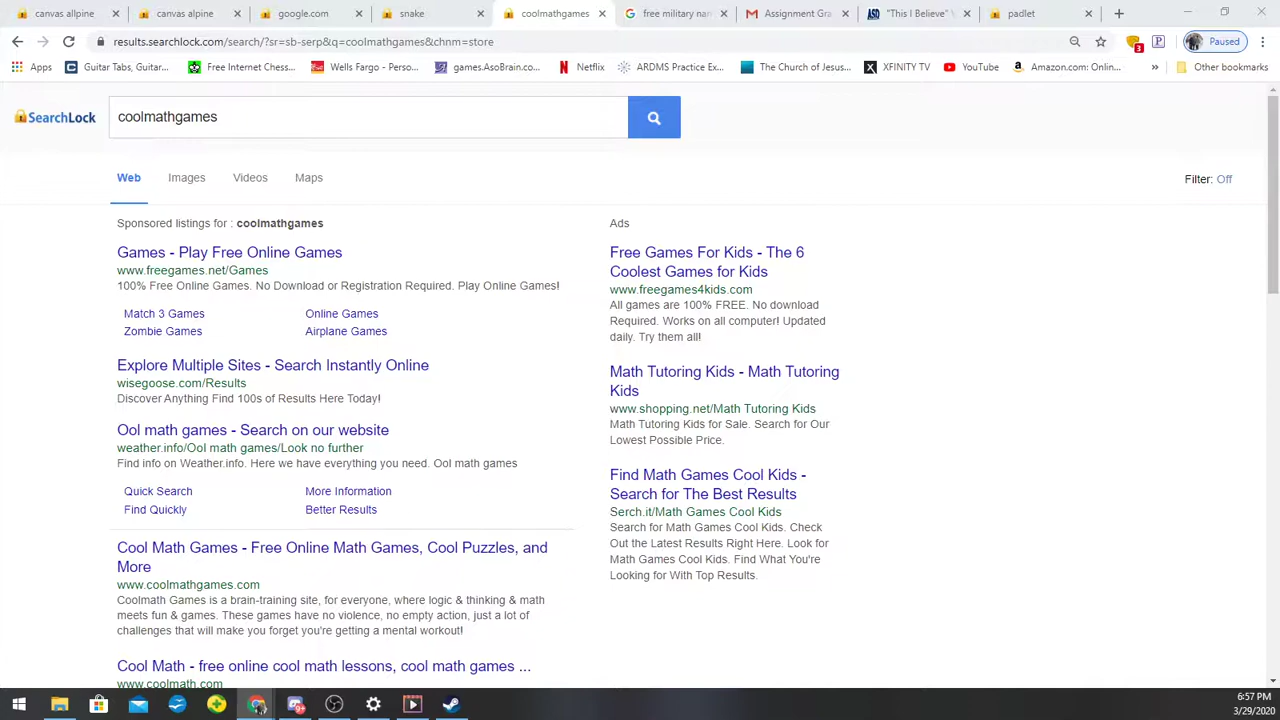 canvas alpine
canvas alpine
google.com
snake
coolmathgames
free military nam
Assignment Gra
ASD
"This I Believe" W
padlet
results.searchlock.com/search/?sr=sb-serp&q=coolmathgames&chnm=store
3
Paused
Apps
Guitar Tabs, Guitar...
Free Internet Chess...
Wells Fargo - Perso...
games.AsoBrain.co...
Netflix
ARDMS Practice Ex...
The Church of Jesus...
XFINITY TV
YouTube
Amazon.com: Onlin...
»
Other bookmarks
SearchLock
coolmathgames
Web
Images
Videos
Maps
Filter: Off
Sponsored listings for : coolmathgames
Games - Play Free Online Games
www.freegames.net/Games
100% Free Online Games. No Download or Registration Required. Play Online Games!
Match 3 Games
Online Games
Zombie Games
Airplane Games
Explore Multiple Sites - Search Instantly Online
wisegoose.com/Results
Discover Anything Find 100s of Results Here Today!
Ool math games - Search on our website
weather.info/Ool math games/Look no further
Find info on Weather.info. Here we have everything you need. Ool math games
Quick Search
More Information
Find Quickly
Better Results
Cool Math Games - Free Online Math Games, Cool Puzzles, and
More
www.coolmathgames.com
Coolmath Games is a brain-training site, for everyone, where logic & thinking & math
meets fun & games. These games have no violence, no empty action, just a lot of
challenges that will make you forget you're getting a mental workout!
Cool Math - free online cool math lessons, cool math games ...
www.coolmath.com
Ads
Free Games For Kids - The 6
Coolest Games for Kids
www.freegames4kids.com
All games are 100% FREE. No download
Required. Works on all computer! Updated
daily. Try them all!
Math Tutoring Kids - Math Tutoring
Kids
www.shopping.net/Math Tutoring Kids
Math Tutoring Kids for Sale. Search for Our
Lowest Possible Price.
Find Math Games Cool Kids -
Search for The Best Results
Serch.it/Math Games Cool Kids
Search for Math Games Cool Kids. Check
Out the Latest Results Right Here. Look for
Math Games Cool Kids. Find What You're
Looking for With Top Results.
6:57 PM
3/29/2020